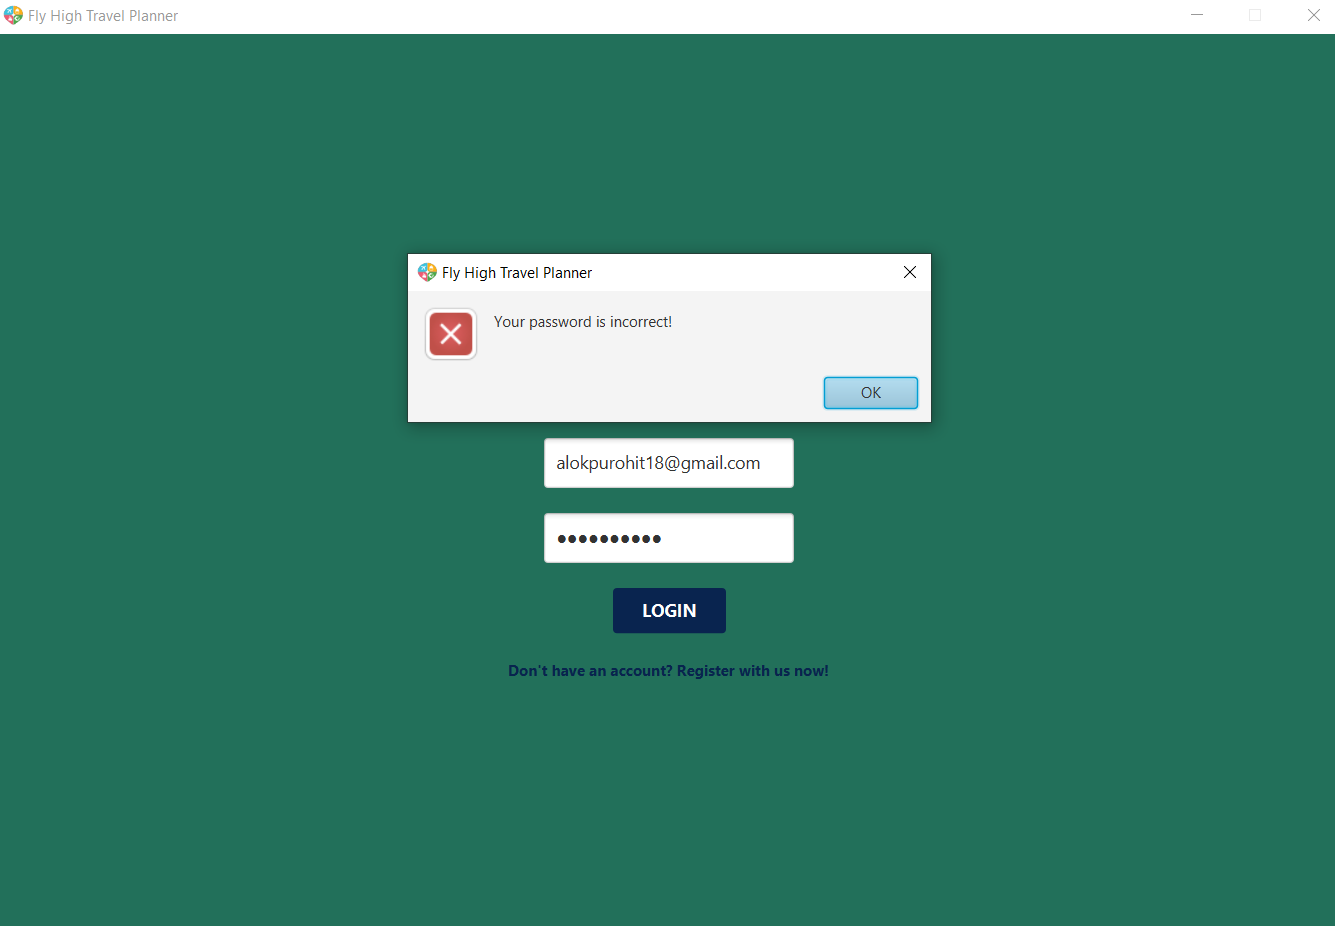 Fly High Travel Planner
Fly High Travel Planner
Your password is incorrect!
OK
alokpurohit18@gmail.com
●●●●●●●●●●
LOGIN
Don't have an account? Register with us now!